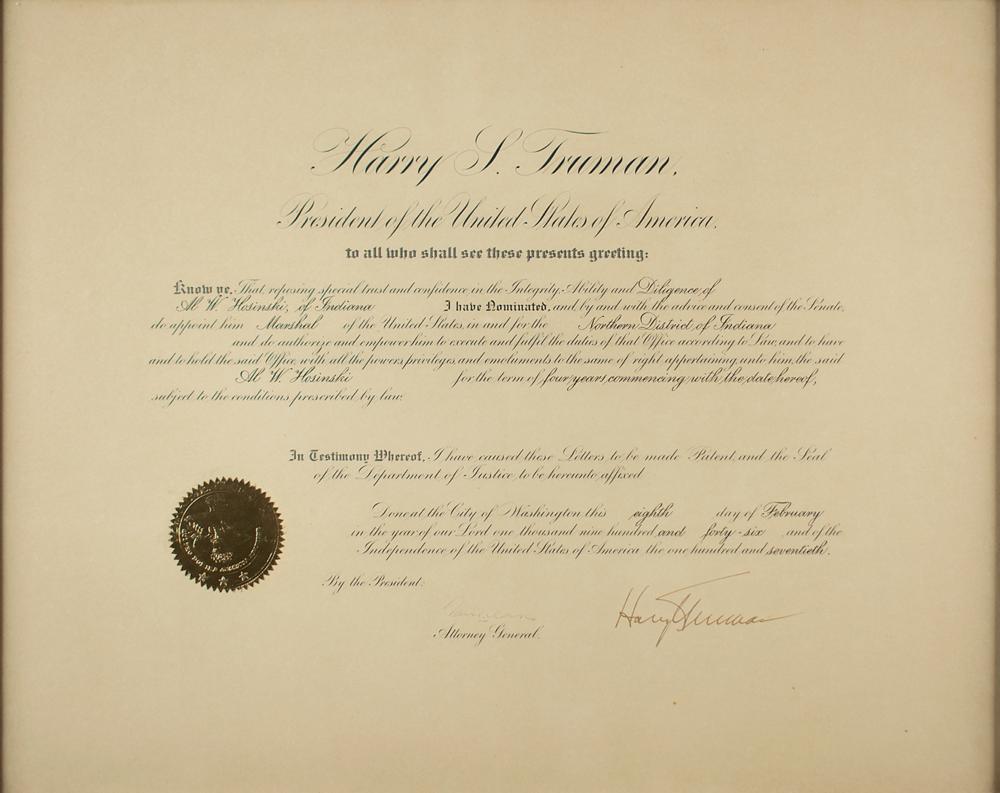 Harry S. Truman,
President of the United States of America,
to all who shall see these presents greeting:
Know ye, That reposing special trust and confidence in the Integrity, Ability and Diligence of
Al W. Hosinski, of Indiana I have Nominated, and, by and with the advice and consent of the Senate,
do appoint him Marshal of the United States, in and for the Northern District of Indiana
and do authorize and empower him to execute and fulfil the duties of that Office according to Law, and to have
and to hold the said Office, with all the powers, privileges, and emoluments to the same of right appertaining, unto him, the said
Al W. Hosinski for the term of four years, commencing with the date hereof,
subject to the conditions prescribed by law.
In Testimony Whereof, I have caused these Letters to be made Patent, and the Seal
of the Department of Justice, to be hereunto affixed
Done at the City of Washington this eighth day of February
in the year of our Lord one thousand nine hundred and forty-six and of the
Independence of the United States of America the one hundred and seventieth.
By the President:
Harry Truman
Attorney General.